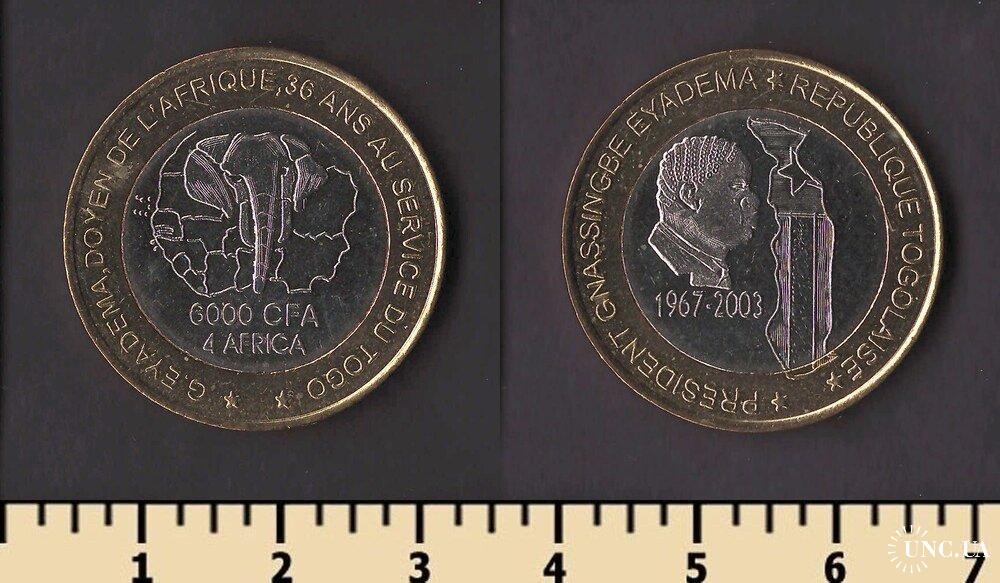 G.EYADEMA,DOYEN DE L'AFRIQUE,36 ANS AU SERVICE DU TOGO
6000 CFA
4 AFRICA
PRESIDENT GNASSINGBE EYADEMA REPUBLIQUE TOGOLAISE
1967-2003
1 2 3 4 5 6 7
UNC.UA